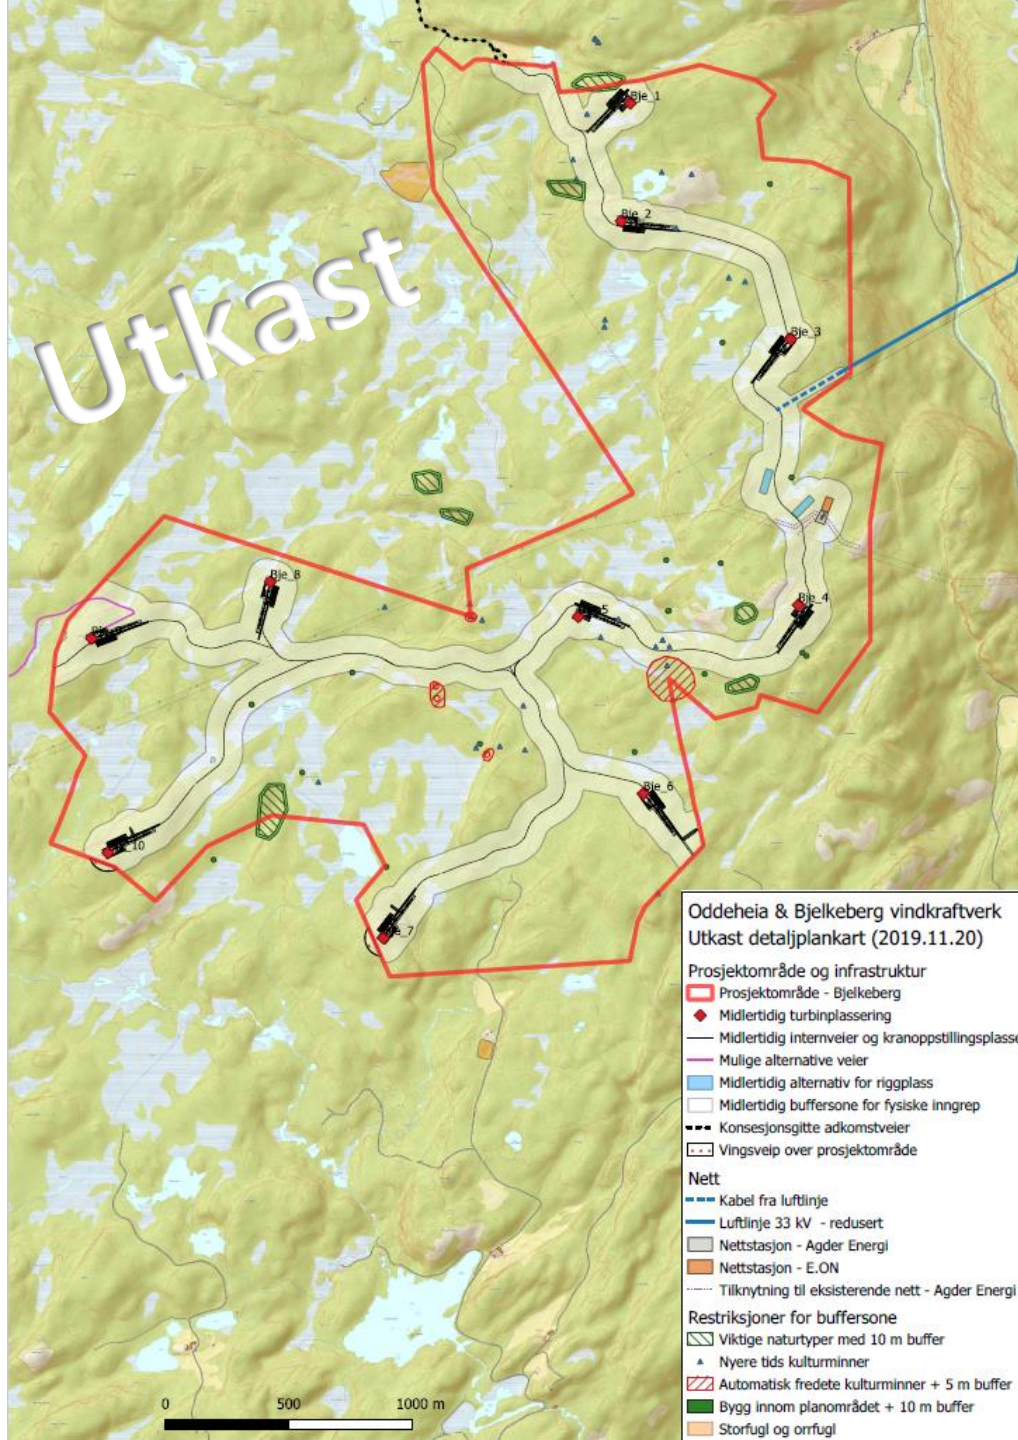 Bje_1
Bje_2
Utkast
Bje_3
Bje_8
Bje_4
5
Bje_6
_10
_7
Oddeheia & Bjelkeberg vindkraftverk
Utkast detaljplankart (2019.11.20)
Prosjektområde og infrastruktur
Prosjektområde - Bjelkeberg
Midlertidig turbinplassering
Midlertidig internveier og kranoppstillingsplasse
Mulige alternative veier
Midlertidig alternativ for riggplass
Midlertidig buffersone for fysiske inngrep
Konsesjonsgitte adkomstveier
Vingsveip over prosjektområde
Nett
Kabel fra luftlinje
Luftlinje 33 kV - redusert
Nettstasjon - Agder Energi
Nettstasjon - E.ON
Tilknytning til eksisterende nett - Agder Energi
Restriksjoner for buffersone
Viktige naturtyper med 10 m buffer
Nyere tids kulturminner
Automatisk fredete kulturminner + 5 m buffer
Bygg innom planområdet + 10 m buffer
Storfugl og orrfugl
0 500 1000 m